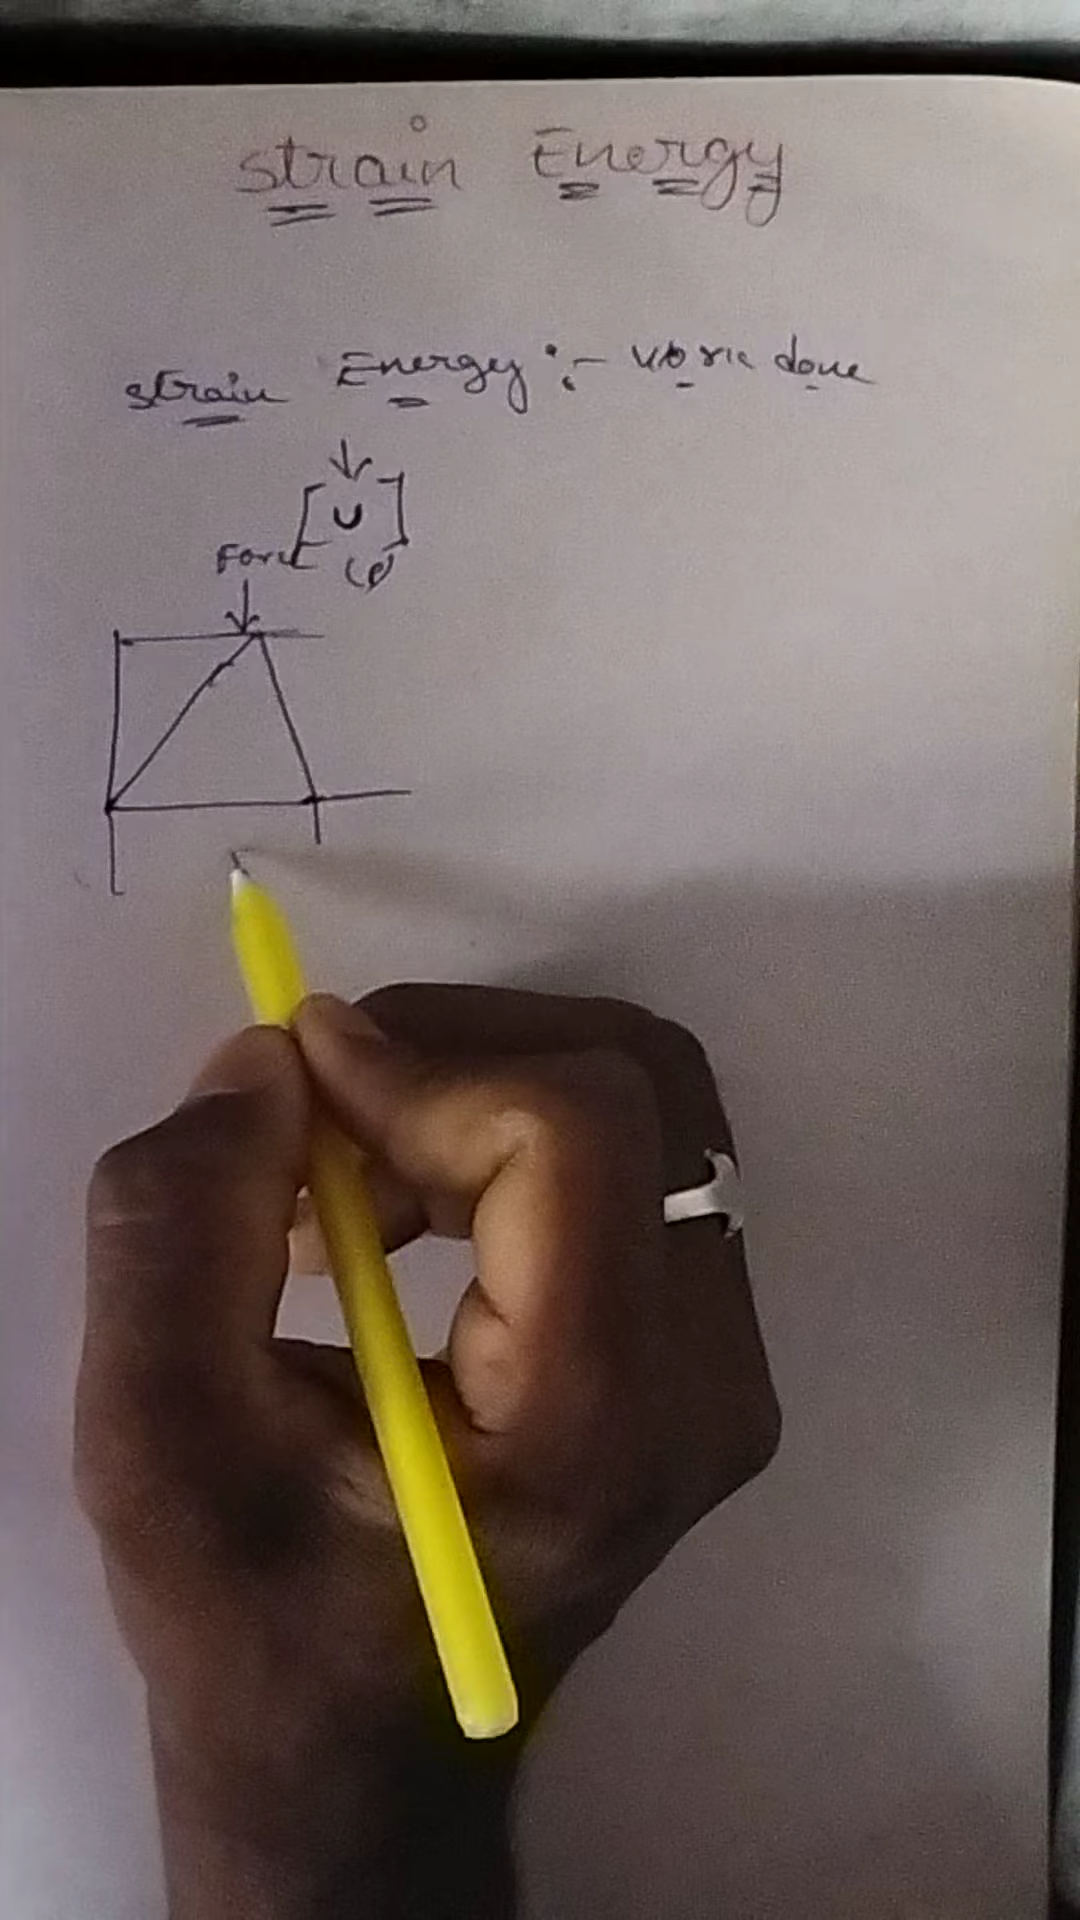 strain Energy
strain Energy :- work done
[U]
Force
(P)